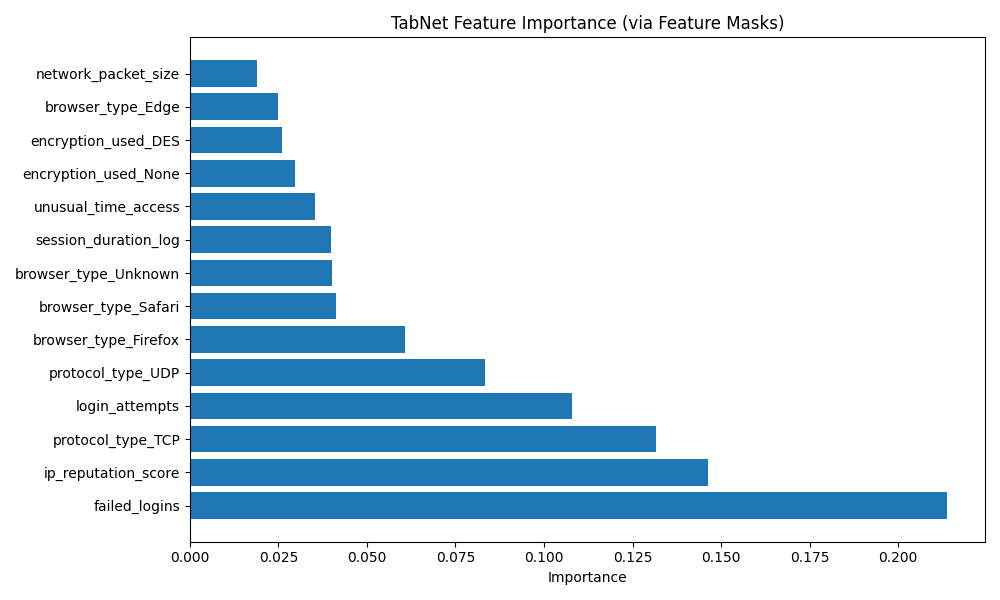 TabNet Feature Importance (via Feature Masks)
network_packet_size
browser_type_Edge
encryption_used_DES
encryption_used_None
unusual_time_access
session_duration_log
browser_type_Unknown
browser_type_Safari
browser_type_Firefox
protocol_type_UDP
login_attempts
protocol_type_TCP
ip_reputation_score
failed_logins
0.000 0.025 0.050 0.075 0.100 0.125 0.150 0.175 0.200
Importance